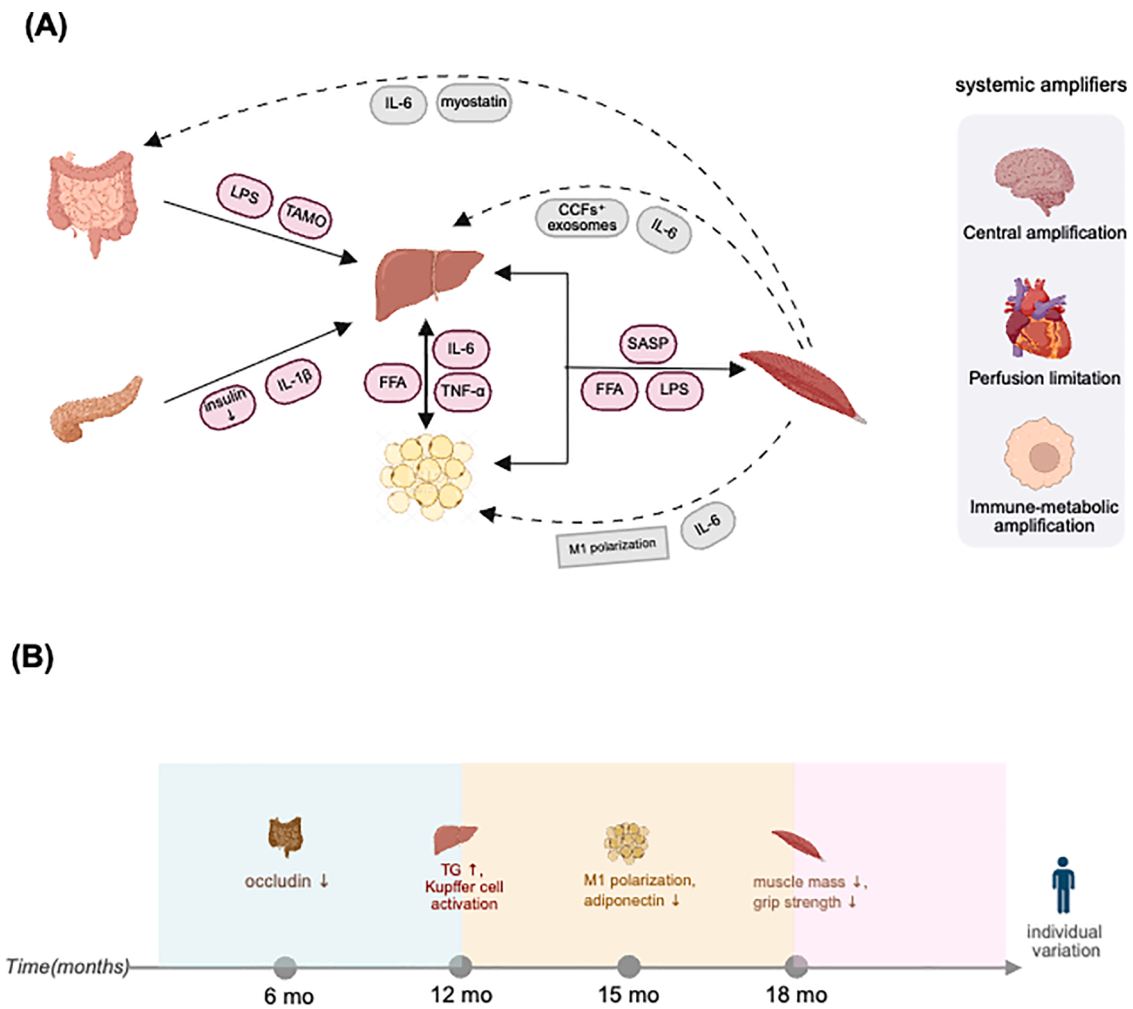 (A)
systemic amplifiers
IL-6
myostatin
LPS
TAMO
CCFs⁺
exosomes
IL-6
Central amplification
insulin
↓
IL-1β
FFA
IL-6
TNF-α
SASP
FFA
LPS
Perfusion limitation
M1 polarization
IL-6
Immune-metabolic
amplification
(B)
occludin ↓
TG ↑,
Kupffer cell
activation
M1 polarization,
adiponectin ↓
muscle mass ↓,
grip strength ↓
individual
variation
Time(months)
6 mo
12 mo
15 mo
18 mo